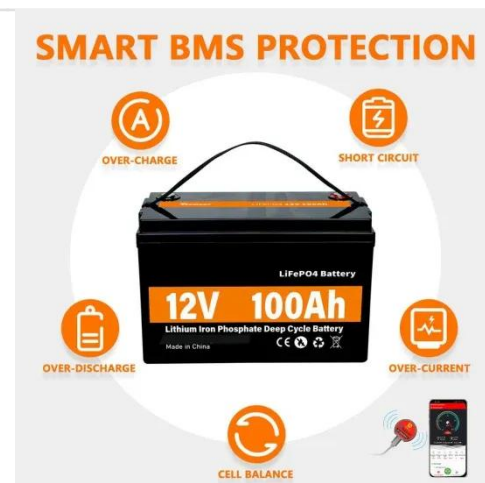 SMART BMS PROTECTION
OVER-CHARGE
SHORT CIRCUIT
LiFePO4 Battery
12V 100Ah
Lithium Iron Phosphate Deep Cycle Battery
Made in China
CE
OVER-DISCHARGE
OVER-CURRENT
CELL BALANCE